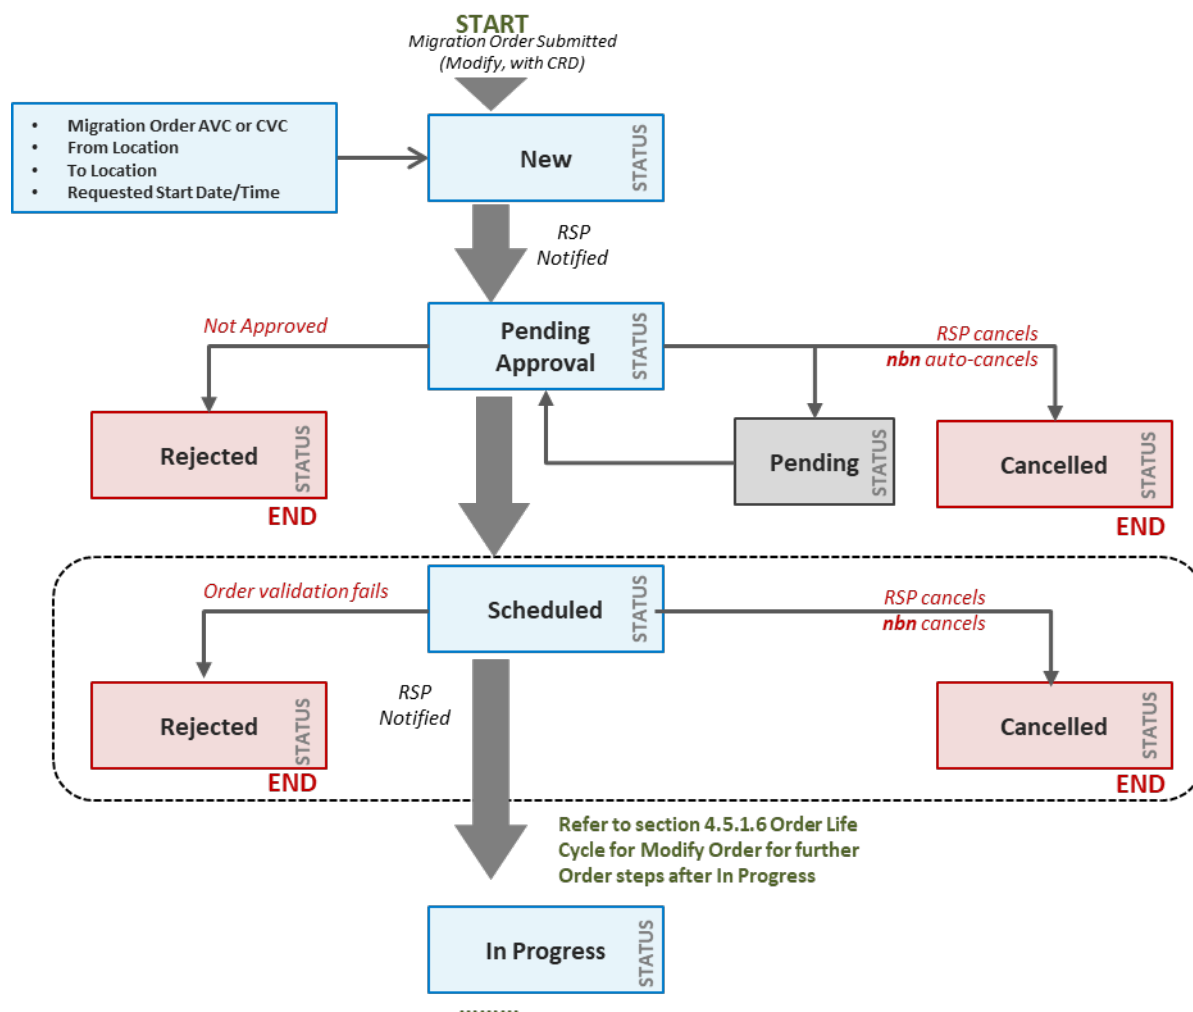 START
Migration Order Submitted
(Modify, with CRD)
• Migration Order AVC or CVC
• From Location
• To Location
• Requested Start Date/Time
New
STATUS
RSP
Notified
Not Approved
Pending
Approval
STATUS
RSP cancels
nbn auto-cancels
Rejected
STATUS
END
Pending
STATUS
Cancelled
STATUS
END
Order validation fails
Scheduled
STATUS
RSP cancels
nbn cancels
Rejected
STATUS
END
RSP
Notified
Cancelled
STATUS
END
Refer to section 4.5.1.6 Order Life
Cycle for Modify Order for further
Order steps after In Progress
In Progress
STATUS